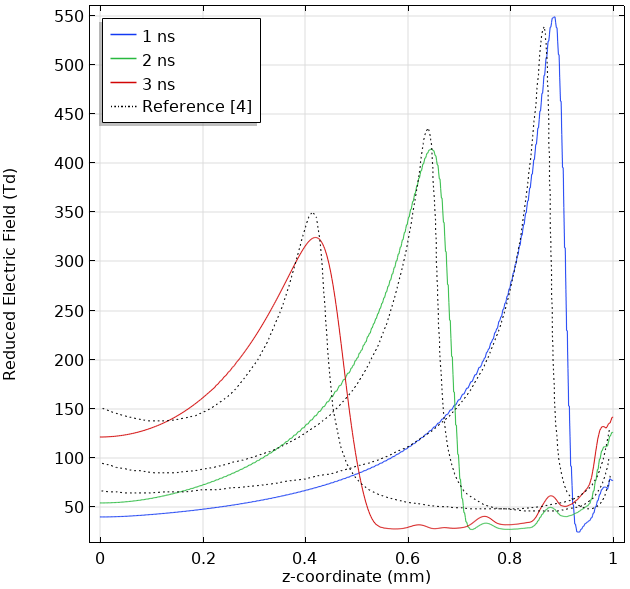 550
500
450
400
350
300
250
200
150
100
50
1 ns
2 ns
3 ns
Reference [4]
Reduced Electric Field (Td)
0 0.2 0.4 0.6 0.8 1
z-coordinate (mm)